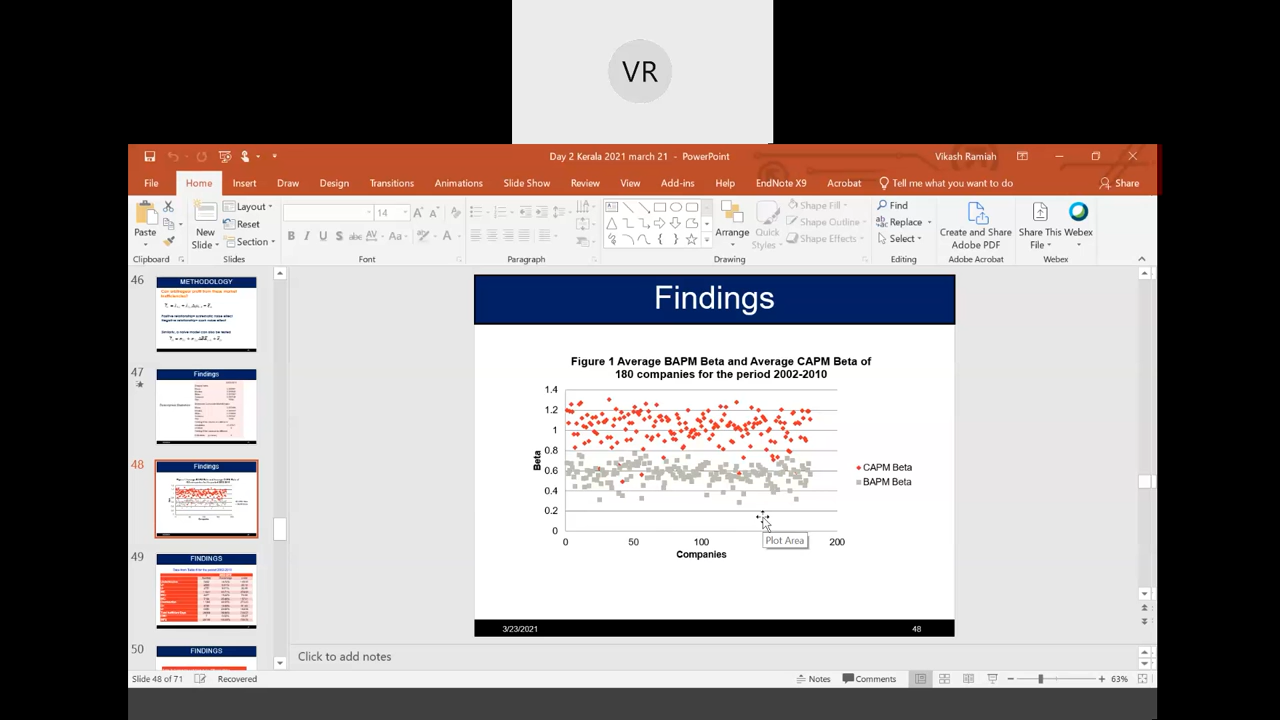 VR
Day 2 Kerala 2021 march 21 - PowerPoint
Vikash Ramiah
File Home Insert Draw Design Transitions Animations Slide Show Review View Add-ins Help EndNote X9 Acrobat Tell me what you want to do Share
Paste
New
Slide
Layout
Reset
Section
14
B I U S abc AV Aa A
Arrange
Quick
Styles
Shape Fill
Shape Outline
Shape Effects
Find
Replace
Select
Create and Share
Adobe PDF
Share This
File
Webex
Clipboard Slides Font Paragraph Drawing Editing Adobe Acrobat Webex
46
METHODOLOGY
47
Findings
48
Findings
49
FINDINGS
50
FINDINGS
Findings
Figure 1 Average BAPM Beta and Average CAPM Beta of
180 companies for the period 2002-2010
1.4
1.2
1
0.8
0.6
0.4
0.2
0
Beta
0 50 100 200
Companies
CAPM Beta
BAPM Beta
Plot Area
3/23/2021 48
Click to add notes
Slide 48 of 71 Recovered Notes Comments 63%